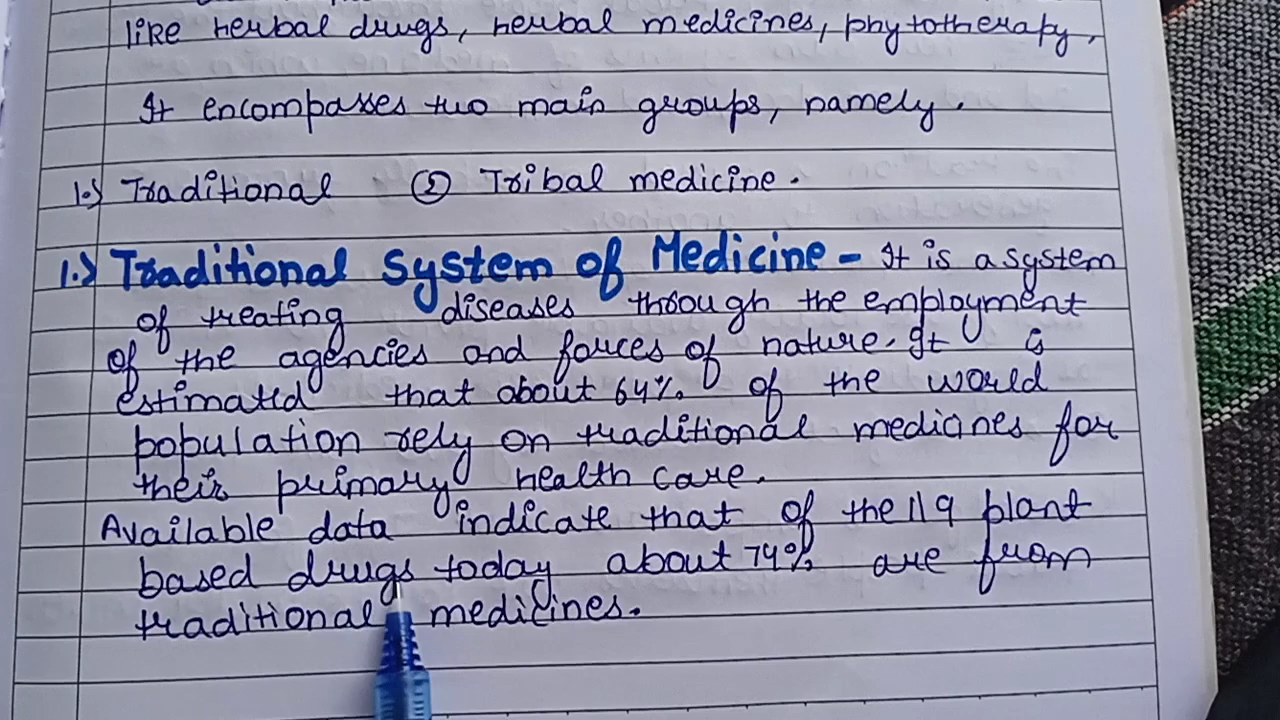 like herbal drugs, herbal medicines, phytotherapy,
It encompasses two main groups, namely.
1.) Traditional ② Tribal medicine.
1.) Traditional System of Medicine - It is a system
of treating diseases through the employment
of the agencies and forces of nature. It is
estimated that about 64% of the world
population rely on traditional medicines for
their primary health care.
Available data indicate that of the 119 plant
based drugs today about 74% are from
traditional medicines.